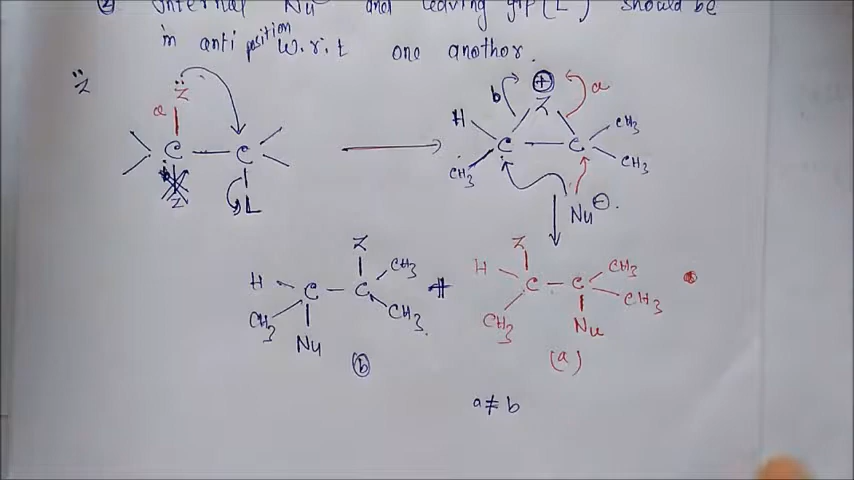 ② Internal Nu and leaving grp (L) should be
in anti position w.r.t one another.
Z̈
Z̈
a
C C
Z
L
b ⊕ a
Z
H CH3
C C
CH3 CH3
Nu⊖.
Z
H CH3
C C
CH3 CH3
Nu
ⓑ
+
Z
H CH3
C C
CH3 CH3
Nu
(a)
a ≠ b